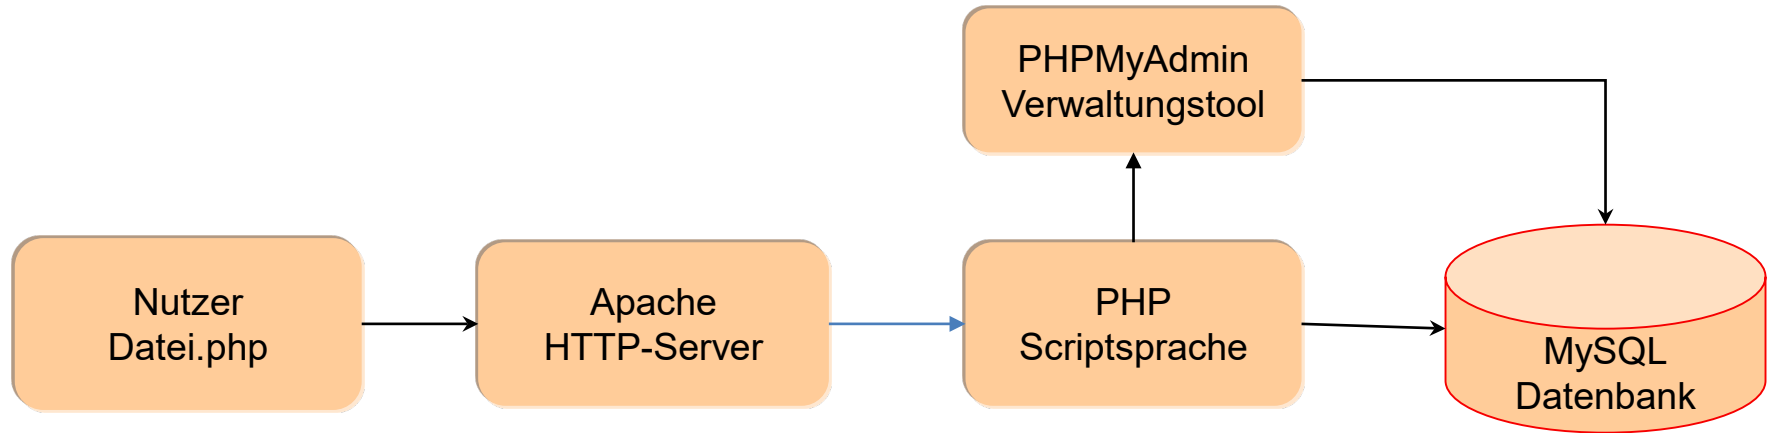 PHPMyAdmin
Verwaltungstool
Nutzer
Datei.php
Apache
HTTP-Server
PHP
Scriptsprache
MySQL
Datenbank